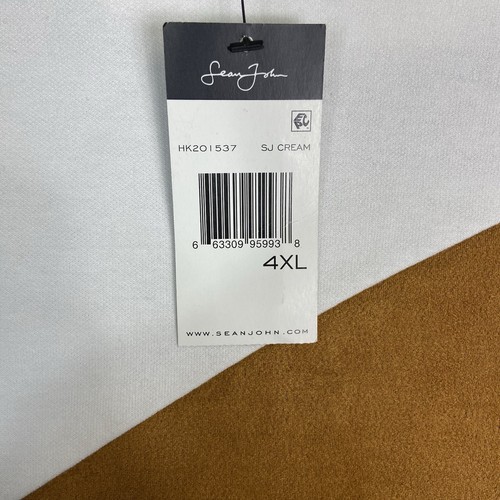 Sean John
HK201537 SJ CREAM
6 63309 95993 8
4XL
WWW.SEANJOHN.COM